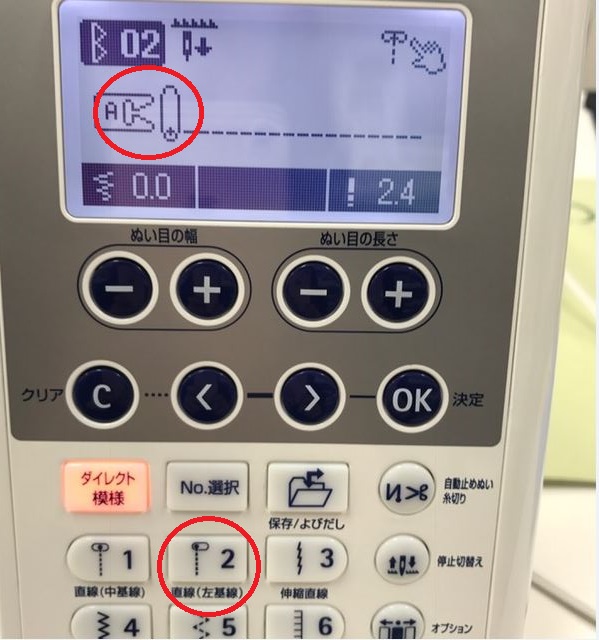 02
A
0.0
2.4
ぬい目の幅
ぬい目の長さ
− + − +
クリア C < > OK 決定
ダイレクト
模様
No.選択
保存/よびだし
自動止めぬい
糸切り
1 2 3
停止切替え
直線(中基線)
直線(左基線)
伸縮直線
4 5 6
オプション